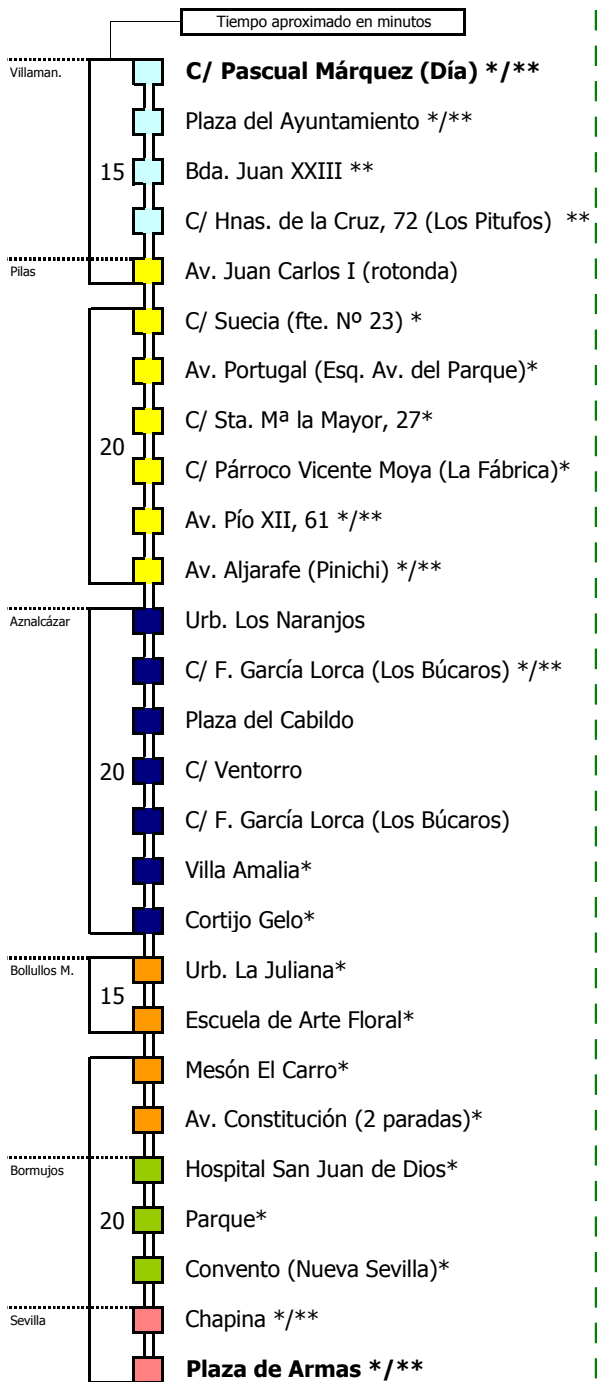 Tiempo aproximado en minutos
Villaman.
C/ Pascual Márquez (Día) */**
Plaza del Ayuntamiento */**
15
Bda. Juan XXIII **
C/ Hnas. de la Cruz, 72 (Los Pitufos) **
Pilas
Av. Juan Carlos I (rotonda)
C/ Suecia (fte. Nº 23) *
Av. Portugal (Esq. Av. del Parque)*
C/ Sta. Mª la Mayor, 27*
20
C/ Párroco Vicente Moya (La Fábrica)*
Av. Pío XII, 61 */**
Av. Aljarafe (Pinichi) */**
Aznalcázar
Urb. Los Naranjos
C/ F. García Lorca (Los Búcaros) */**
Plaza del Cabildo
20
C/ Ventorro
C/ F. García Lorca (Los Búcaros)
Villa Amalia*
Cortijo Gelo*
Bollullos M.
Urb. La Juliana*
15
Escuela de Arte Floral*
Mesón El Carro*
Av. Constitución (2 paradas)*
Bormujos
Hospital San Juan de Dios*
20
Parque*
Convento (Nueva Sevilla)*
Sevilla
Chapina */**
Plaza de Armas */**